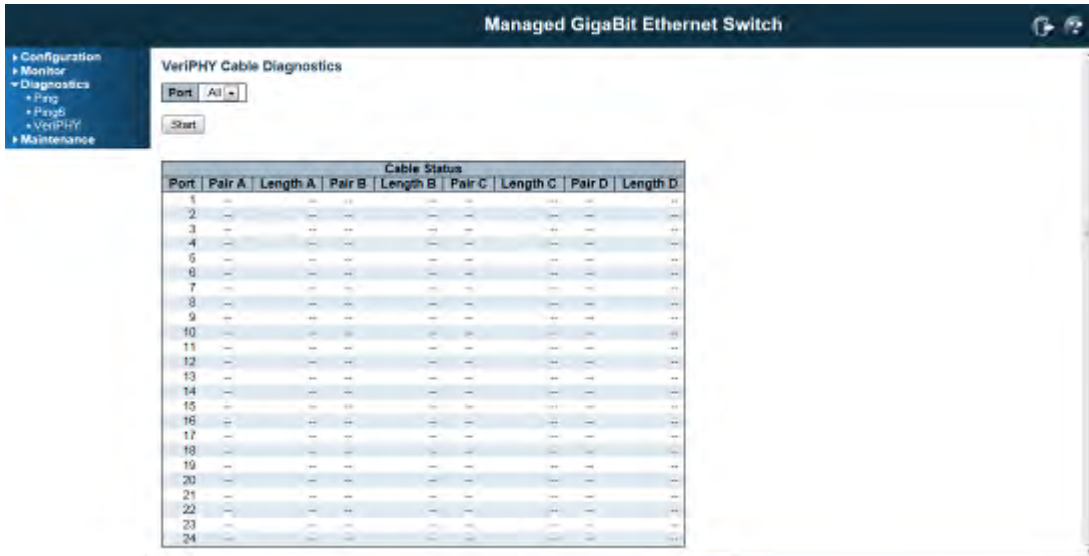 Managed GigaBit Ethernet Switch
Configuration
Monitor
Diagnostics
Ping
Ping6
VeriPHY
Maintenance
VeriPHY Cable Diagnostics
Port All
Start
Cable Status
Port Pair A Length A Pair B Length B Pair C Length C Pair D Length D
1 -- -- -- -- -- -- -- --
2 -- -- -- -- -- -- -- --
3 -- -- -- -- -- -- -- --
4 -- -- -- -- -- -- -- --
5 -- -- -- -- -- -- -- --
6 -- -- -- -- -- -- -- --
7 -- -- -- -- -- -- -- --
8 -- -- -- -- -- -- -- --
9 -- -- -- -- -- -- -- --
10 -- -- -- -- -- -- -- --
11 -- -- -- -- -- -- -- --
12 -- -- -- -- -- -- -- --
13 -- -- -- -- -- -- -- --
14 -- -- -- -- -- -- -- --
15 -- -- -- -- -- -- -- --
16 -- -- -- -- -- -- -- --
17 -- -- -- -- -- -- -- --
18 -- -- -- -- -- -- -- --
19 -- -- -- -- -- -- -- --
20 -- -- -- -- -- -- -- --
21 -- -- -- -- -- -- -- --
22 -- -- -- -- -- -- -- --
23 -- -- -- -- -- -- -- --
24 -- -- -- -- -- -- -- --